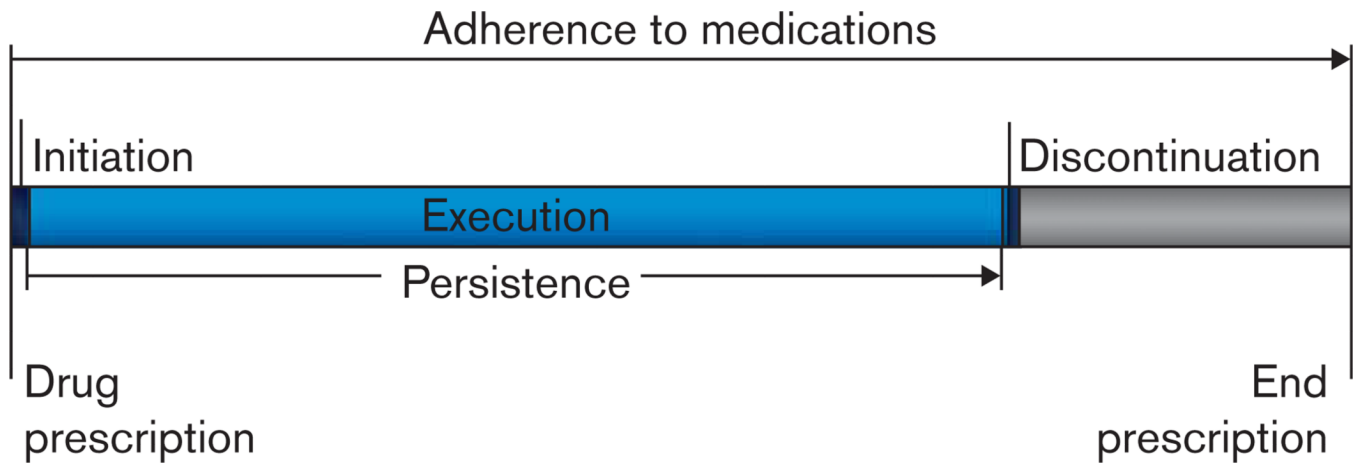 Adherence to medications
Initiation
Discontinuation
Execution
Persistence
Drug
prescription
End
prescription